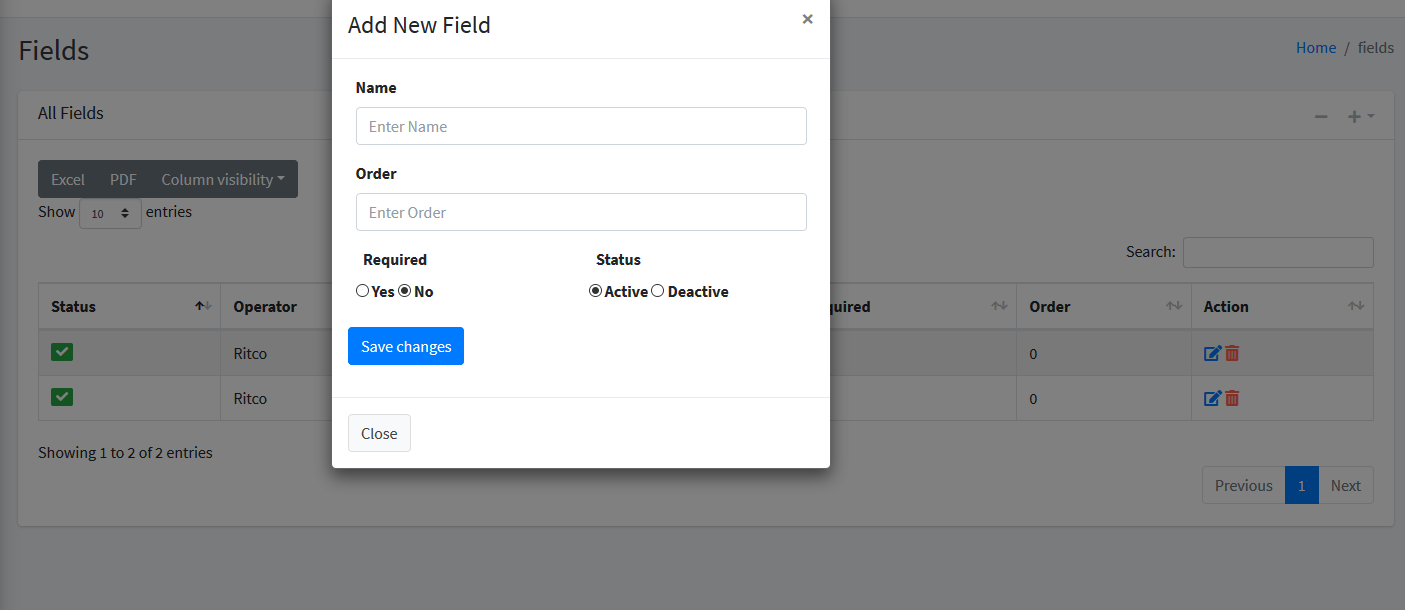 Add New Field ×
Fields
Home / fields
Name
All Fields
Enter Name
Order
Excel PDF Column visibility
Enter Order
Show 10 entries
Search:
Required Status
Yes No Active Deactive
Status Operator Order Action
Save changes
Ritco 0
Ritco 0
Close
Showing 1 to 2 of 2 entries
Previous 1 Next